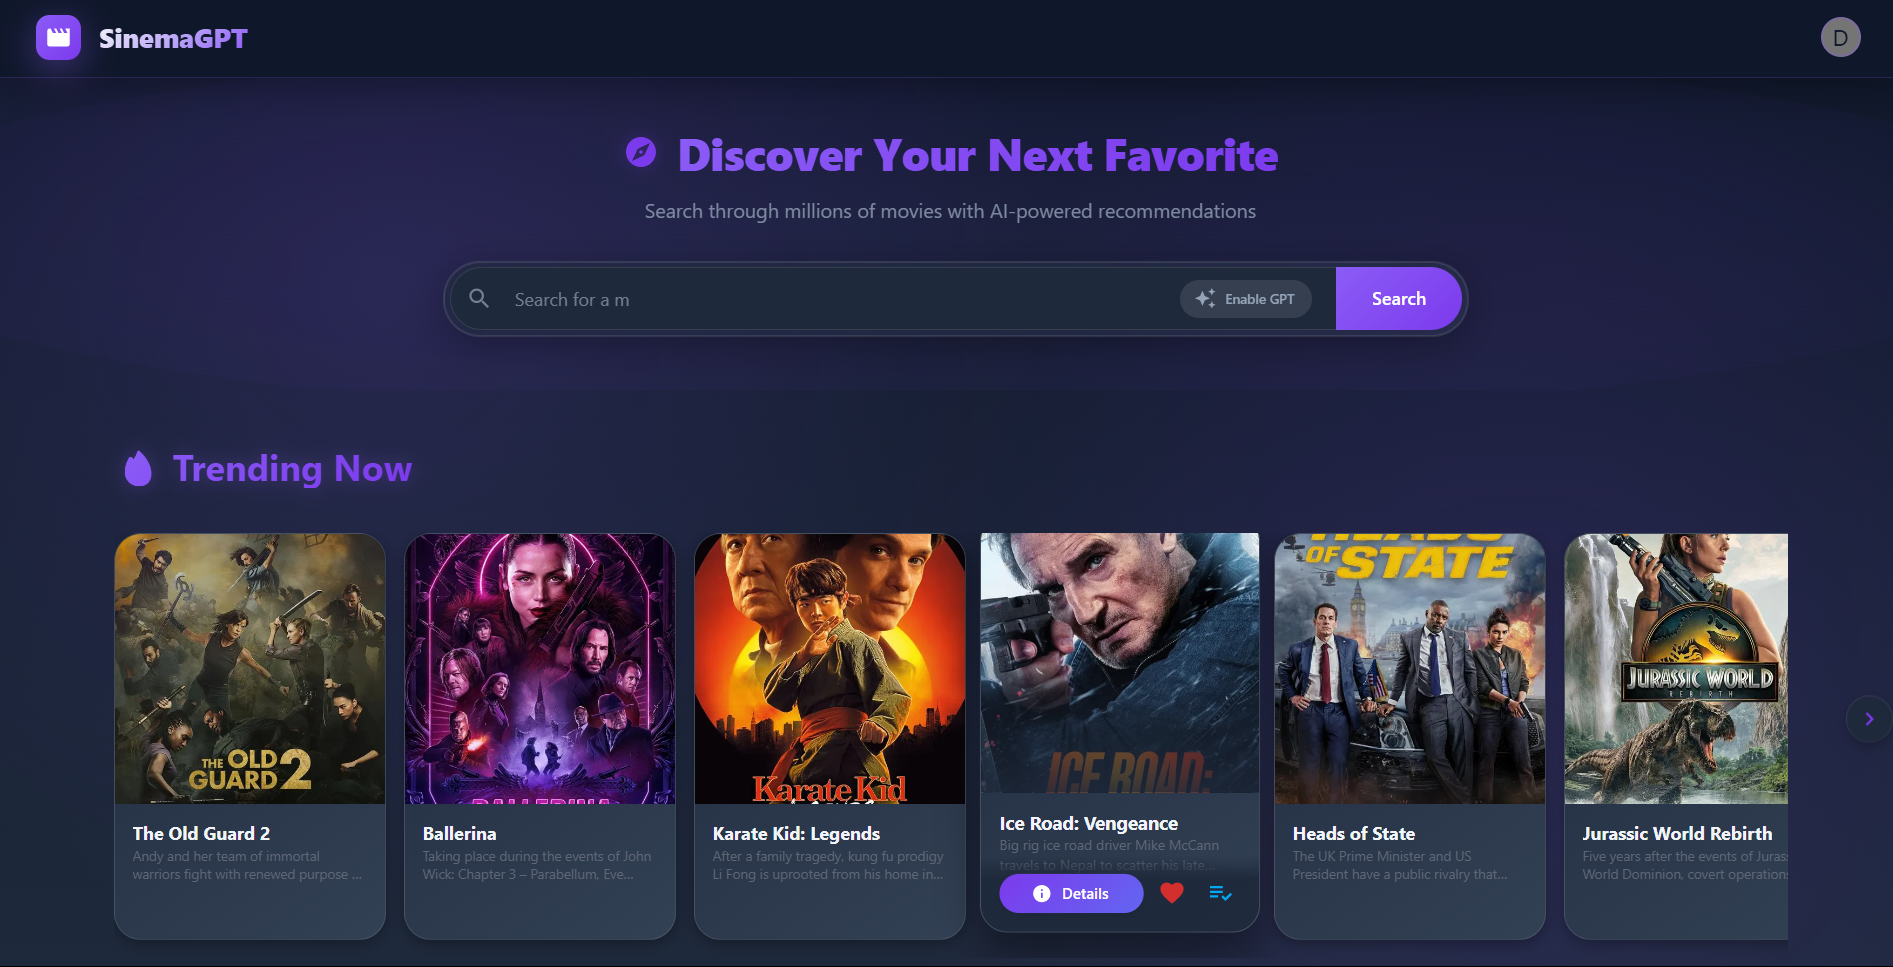 SinemaGPT
D
Discover Your Next Favorite
Search through millions of movies with AI-powered recommendations
Search for a m
Enable GPT
Search
Trending Now
THE OLD
GUARD 2
BALLERINA
Karate Kid
ICE ROAD:
HEADS
OF STATE
JURASSIC WORLD
REBIRTH
The Old Guard 2
Andy and her team of immortal
warriors fight with renewed purpose ...
Ballerina
Taking place during the events of John
Wick: Chapter 3 – Parabellum, Eve...
Karate Kid: Legends
After a family tragedy, kung fu prodigy
Li Fong is uprooted from his home in...
Ice Road: Vengeance
Big rig ice road driver Mike McCann
travels to Nepal to scatter his late...
Details
Heads of State
The UK Prime Minister and US
President have a public rivalry that...
Jurassic World Rebirth
Five years after the events of Juras
World Dominion, covert operation